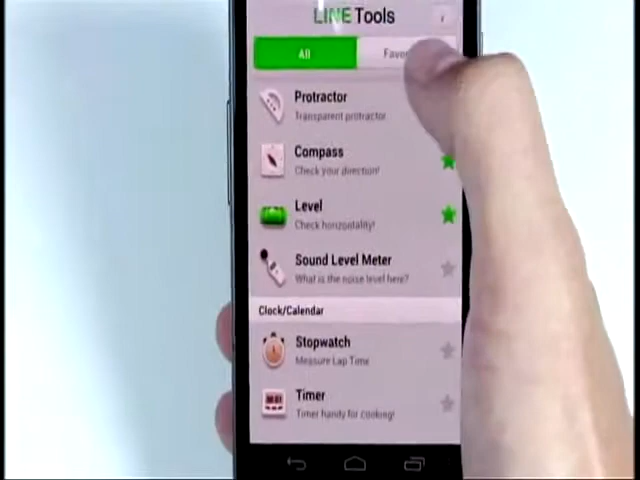 LINE Tools
i
All
Favo
Protractor
Transparent protractor
Compass
Check your direction!
Level
Check horizontality!
Sound Level Meter
What is the noise level here?
Clock/Calendar
Stopwatch
Measure Lap Time
Timer
Timer handy for cooking!